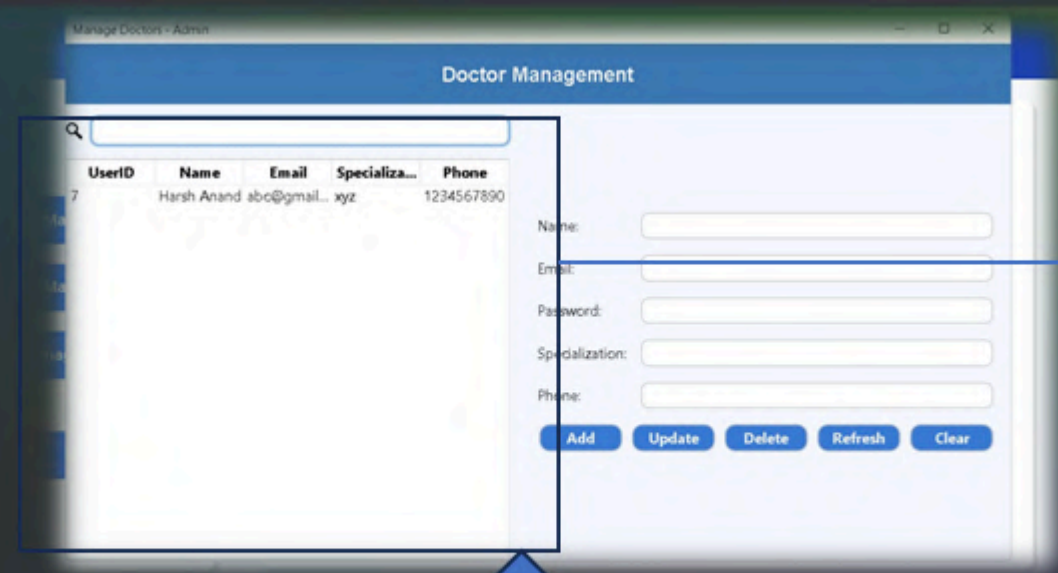 Manage Doctors - Admin
Doctor Management
UserID Name Email Specializa... Phone
7 Harsh Anand abc@gmail... xyz 1234567890
Name:
Email:
Password:
Specialization:
Phone:
Add Update Delete Refresh Clear